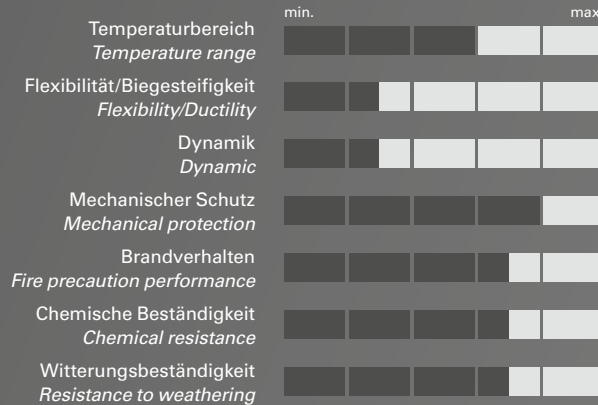 min. max
Temperaturbereich
Temperature range
Flexibilität/Biegesteifigkeit
Flexibility/Ductility
Dynamik
Dynamic
Mechanischer Schutz
Mechanical protection
Brandverhalten
Fire precaution performance
Chemische Beständigkeit
Chemical resistance
Witterungsbeständigkeit
Resistance to weathering